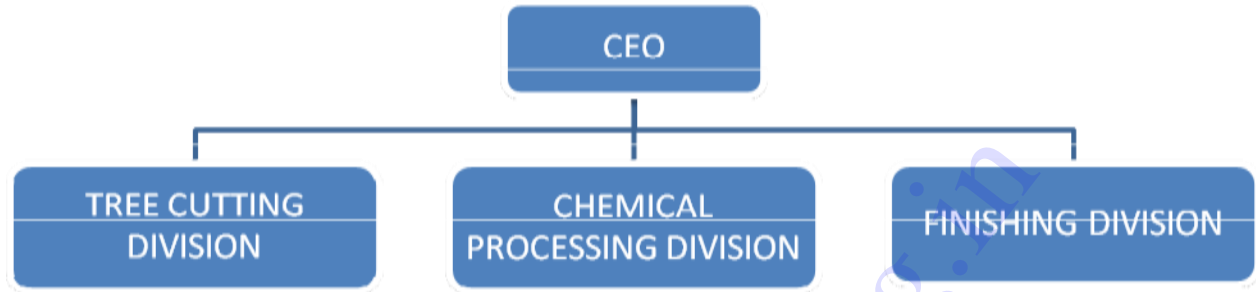 CEO
TREE CUTTING
DIVISION
CHEMICAL
PROCESSING DIVISION
FINISHING DIVISION